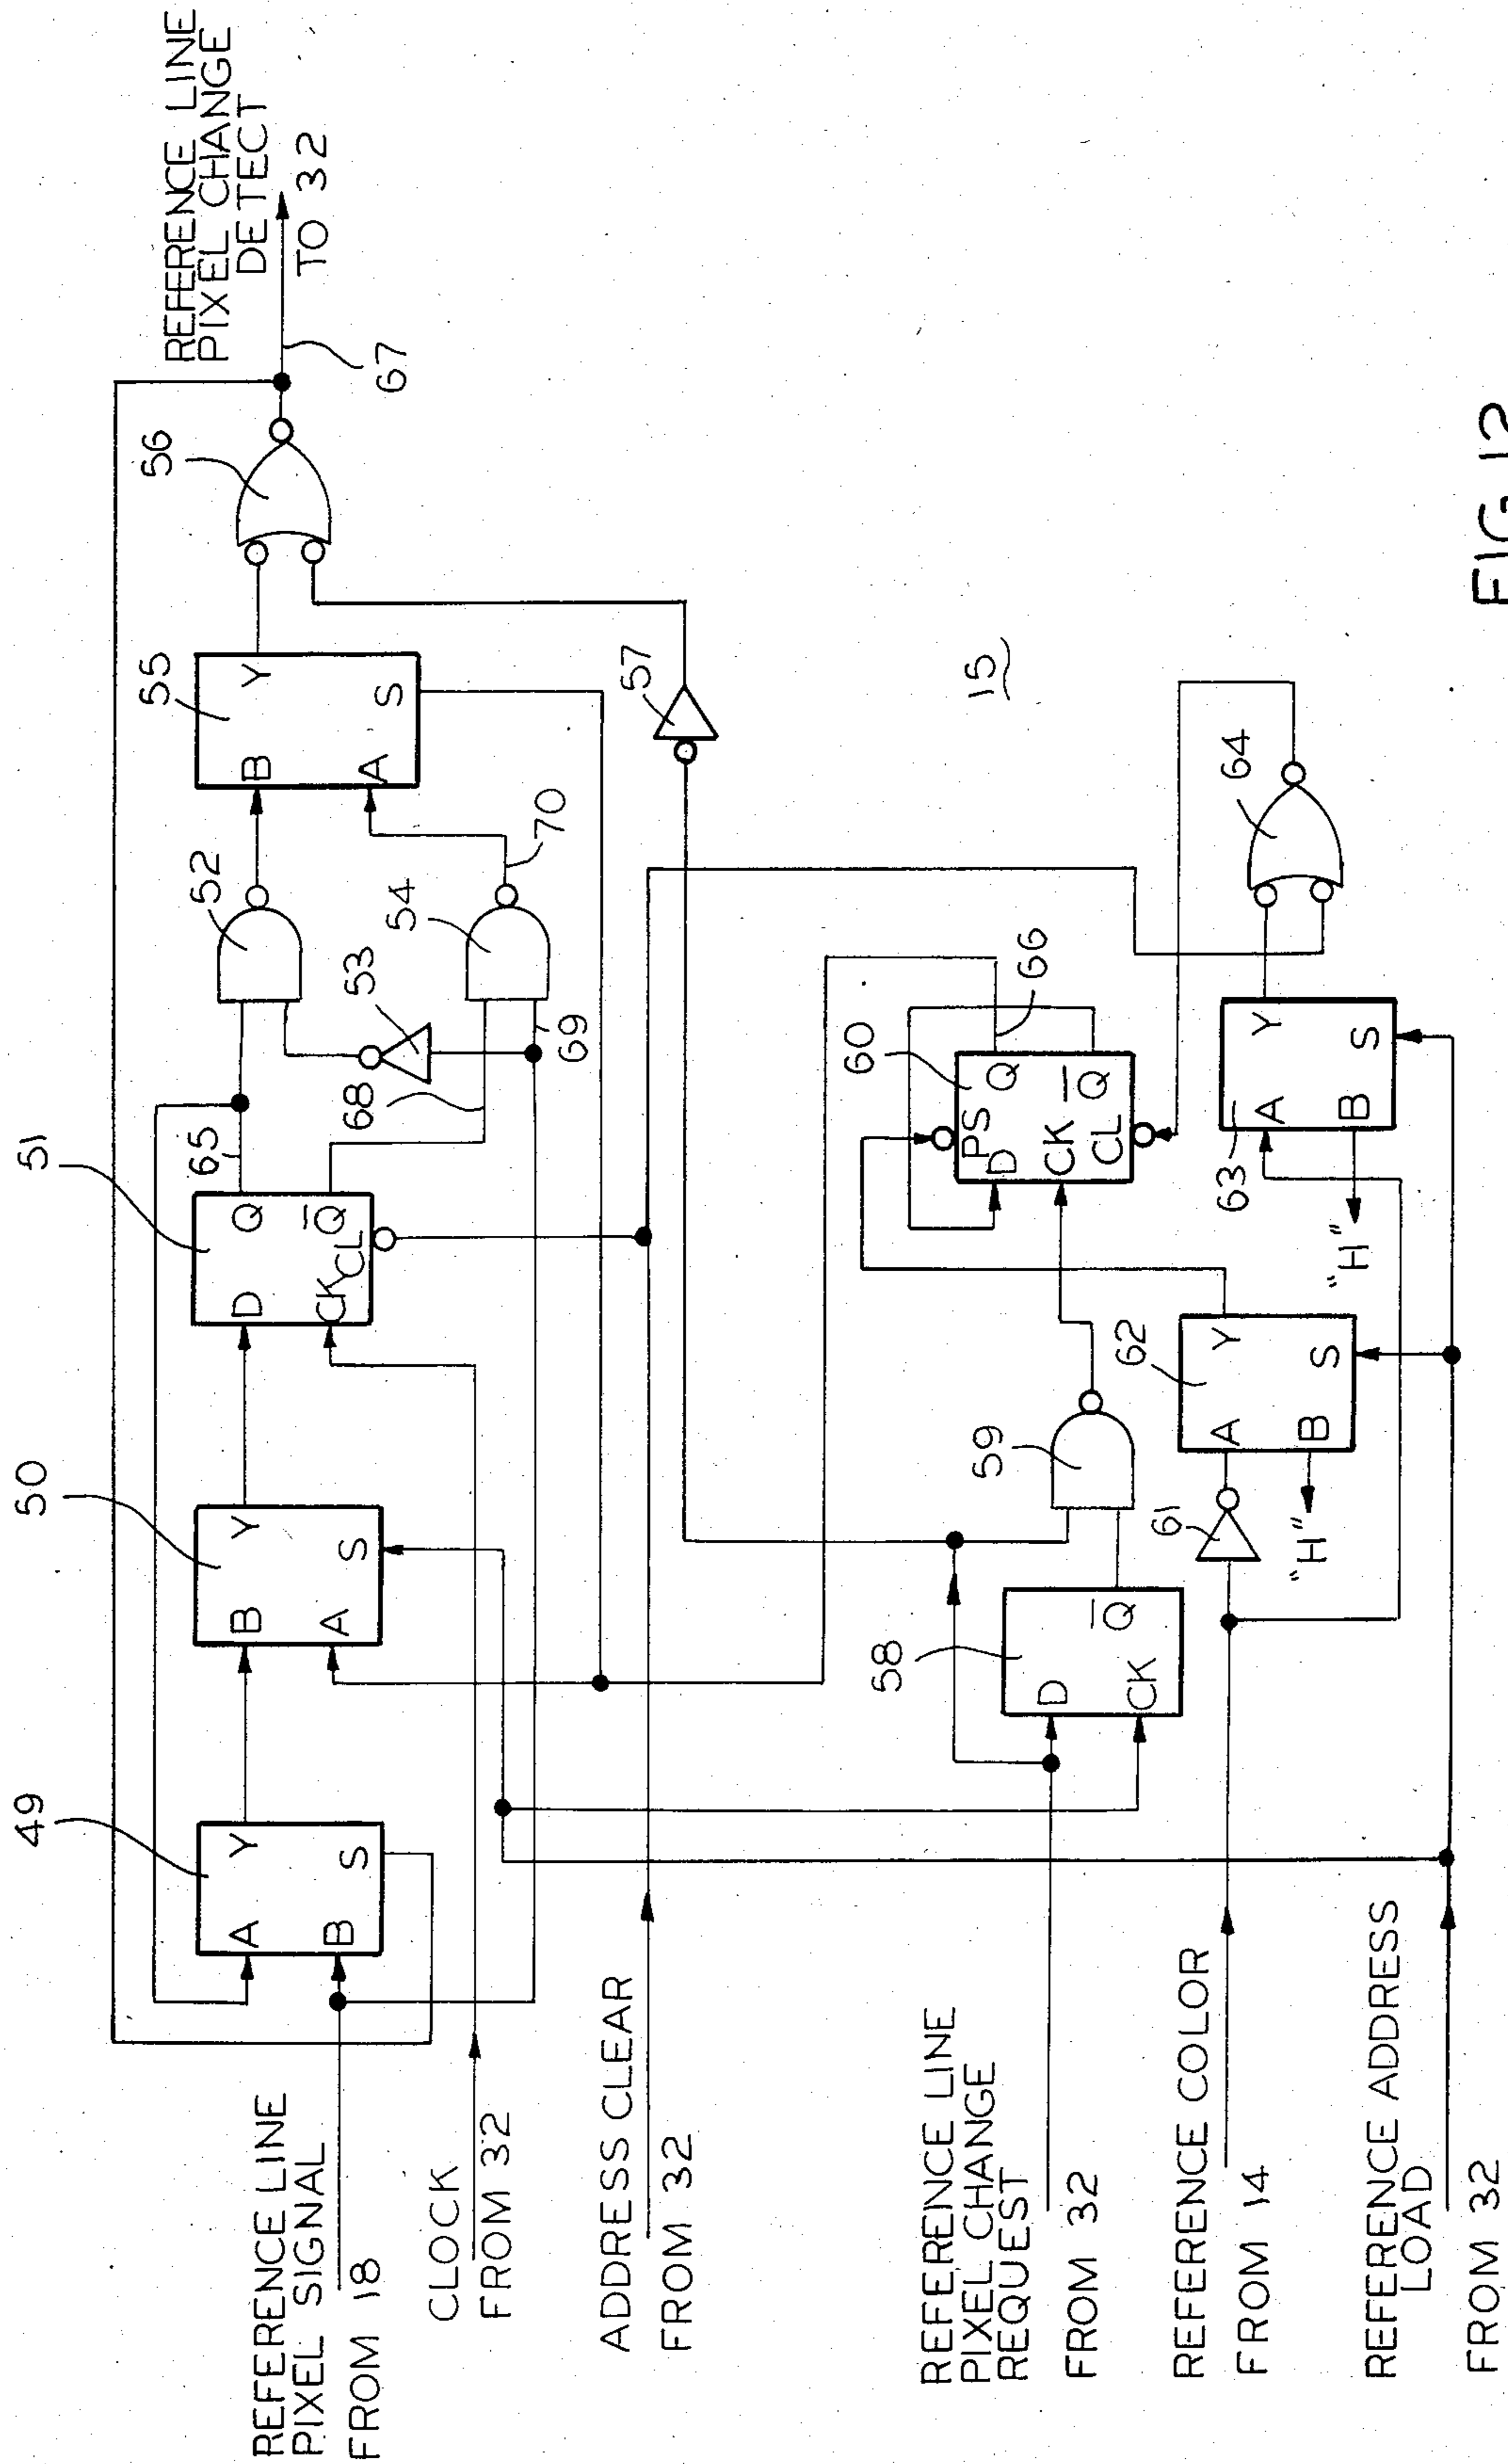 REFERENCE LINE
PIXEL SIGNAL
FROM 18
CLOCK
FROM 32
ADDRESS CLEAR
FROM 32
REFERENCE LINE
PIXEL CHANGE
REQUEST
FROM 32
REFERENCE COLOR
FROM 14
REFERENCE ADDRESS
LOAD
FROM 32
49
A
B
Y
S
50
B
A
Y
S
51
D
CK
Q
Q̅
CL
65
52
53
68
54
69
70
55
B
A
Y
S
56
57
67
REFERENCE LINE
PIXEL CHANGE
DETECT
TO 32
58
D
CK
Q̅
59
60
PS
D
CK
CL
Q
Q̅
66
61
62
A
B
Y
S
"H"
63
A
B
Y
S
"H"
64
15
FIG. 12